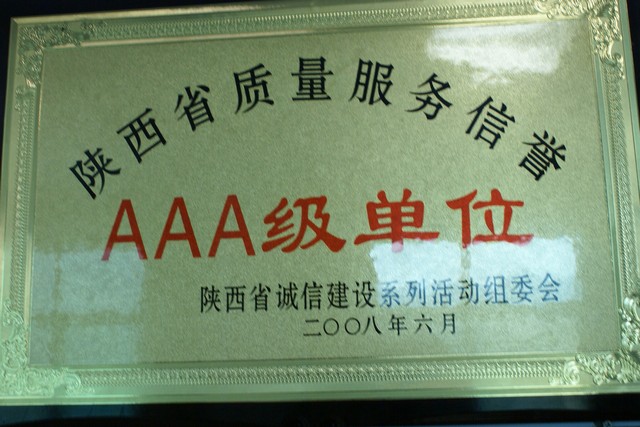 陕西省质量服务信誉
AAA级单位
陕西省诚信建设系列活动组委会
二〇〇八年六月